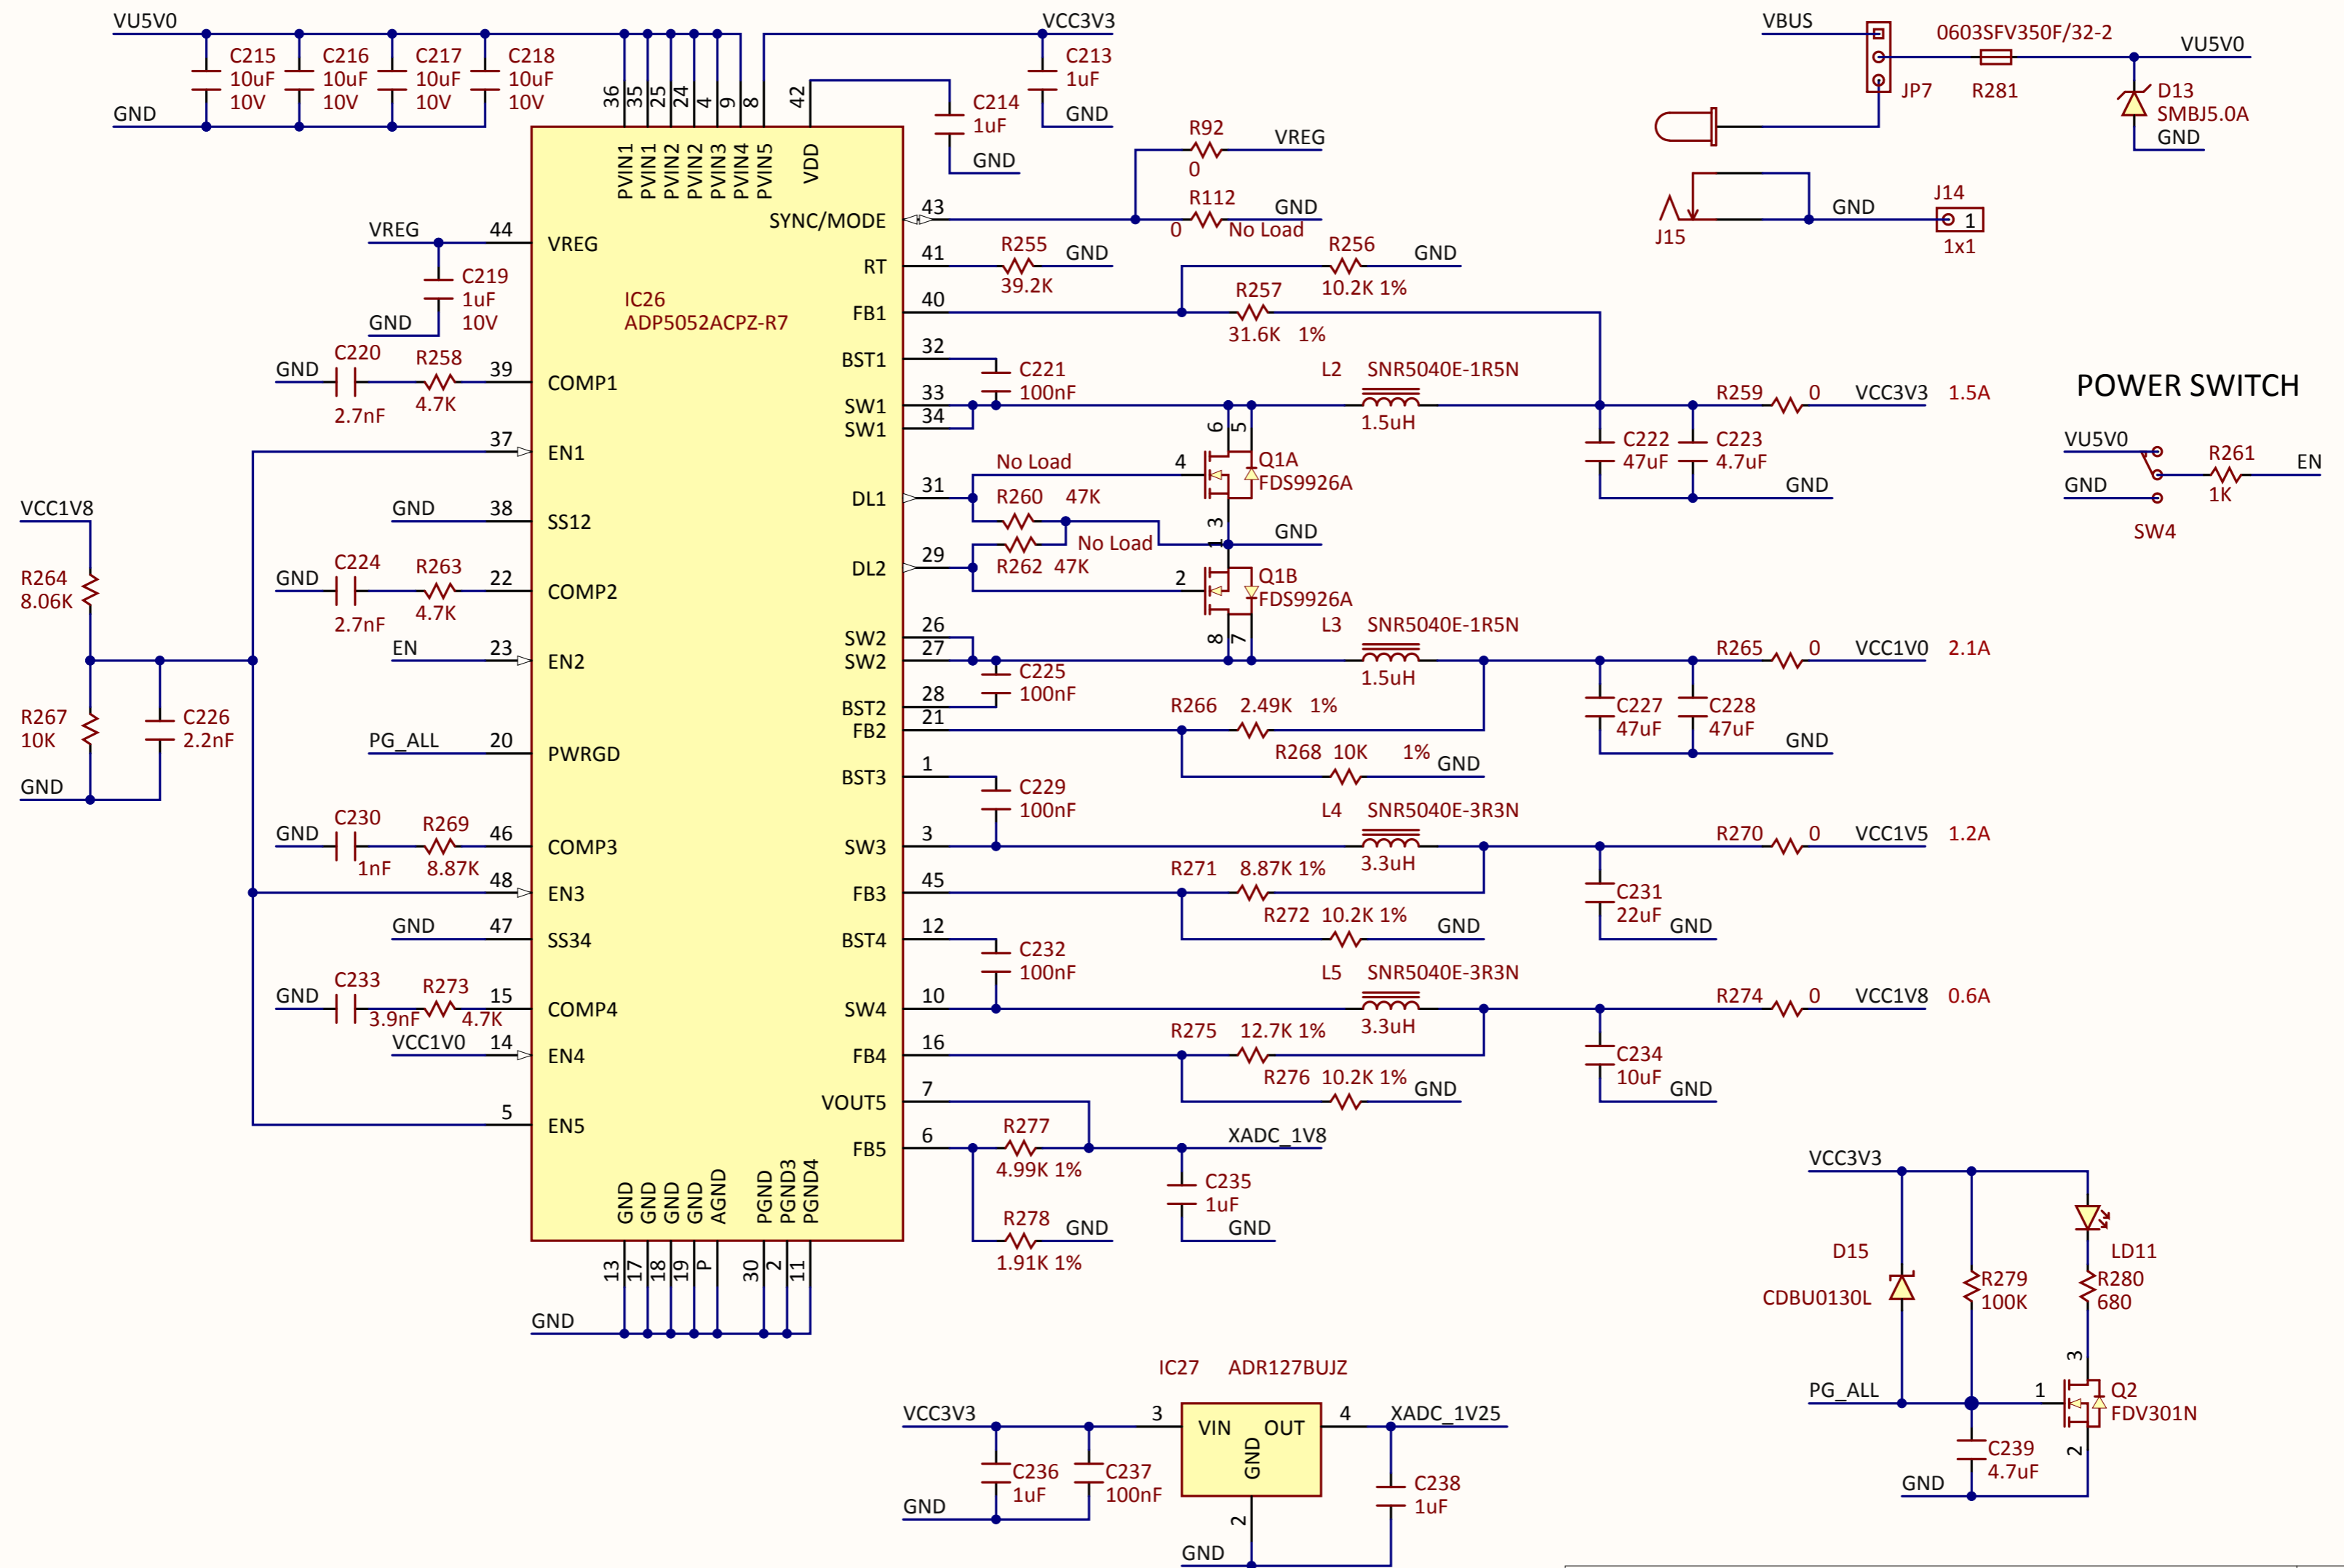 VU5V0
C215
10uF
10V
C216
10uF
10V
C217
10uF
10V
C218
10uF
10V
GND
36
35
25
24
4
9
8
42
VCC3V3
C213
1uF
GND
C214
1uF
GND
VBUS
0603SFV350F/32-2
VU5V0
JP7
R281
D13
SMBJ5.0A
GND
J15
GND
J14
1
1x1
PVIN1
PVIN1
PVIN2
PVIN2
PVIN3
PVIN4
PVIN5
VDD
R92
VREG
0
R112
GND
0
No Load
SYNC/MODE
43
VREG
44
VREG
C219
1uF
10V
GND
IC26
ADP5052ACPZ-R7
RT
41
R255
GND
39.2K
R256
GND
10.2K 1%
FB1
40
R257
31.6K 1%
BST1
32
C221
100nF
L2 SNR5040E-1R5N
1.5uH
SW1
33
SW1
34
R259
0
VCC3V3
1.5A
C222
47uF
C223
4.7uF
GND
POWER SWITCH
VU5V0
GND
R261
1K
EN
SW4
GND
C220
2.7nF
R258
4.7K
39
COMP1
37
EN1
DL1
31
No Load
R260 47K
4
6
5
Q1A
FDS9926A
3
1
GND
No Load
R262 47K
DL2
29
2
Q1B
FDS9926A
8
7
VCC1V8
R264
8.06K
GND
38
SS12
GND
C224
2.7nF
R263
4.7K
22
COMP2
EN
23
EN2
SW2
26
SW2
27
C225
100nF
L3 SNR5040E-1R5N
1.5uH
R265
0
VCC1V0
2.1A
BST2
28
FB2
21
R266 2.49K 1%
R268 10K 1%
GND
C227
47uF
C228
47uF
GND
R267
10K
C226
2.2nF
GND
PG_ALL
20
PWRGD
BST3
1
C229
100nF
L4 SNR5040E-3R3N
3.3uH
R270
0
VCC1V5
1.2A
GND
C230
1nF
R269
8.87K
46
COMP3
SW3
3
48
EN3
FB3
45
R271 8.87K 1%
R272 10.2K 1%
GND
C231
22uF
GND
GND
47
SS34
BST4
12
C232
100nF
L5 SNR5040E-3R3N
3.3uH
R274
0
VCC1V8
0.6A
GND
C233
3.9nF
R273
4.7K
15
COMP4
SW4
10
VCC1V0
14
EN4
FB4
16
R275 12.7K 1%
R276 10.2K 1%
GND
C234
10uF
GND
5
EN5
VOUT5
7
FB5
6
R277
4.99K 1%
XADC_1V8
C235
1uF
GND
R278
GND
1.91K 1%
GND
GND
GND
GND
AGND
PGND
PGND3
PGND4
13
17
18
19
P
30
2
11
GND
VCC3V3
D15
CDBU0130L
R279
100K
LD11
R280
680
PG_ALL
1
3
Q2
FDV301N
2
C239
4.7uF
GND
IC27 ADR127BUJZ
VCC3V3
3
VIN
OUT
GND
4
XADC_1V25
C236
1uF
C237
100nF
GND
2
C238
1uF
GND